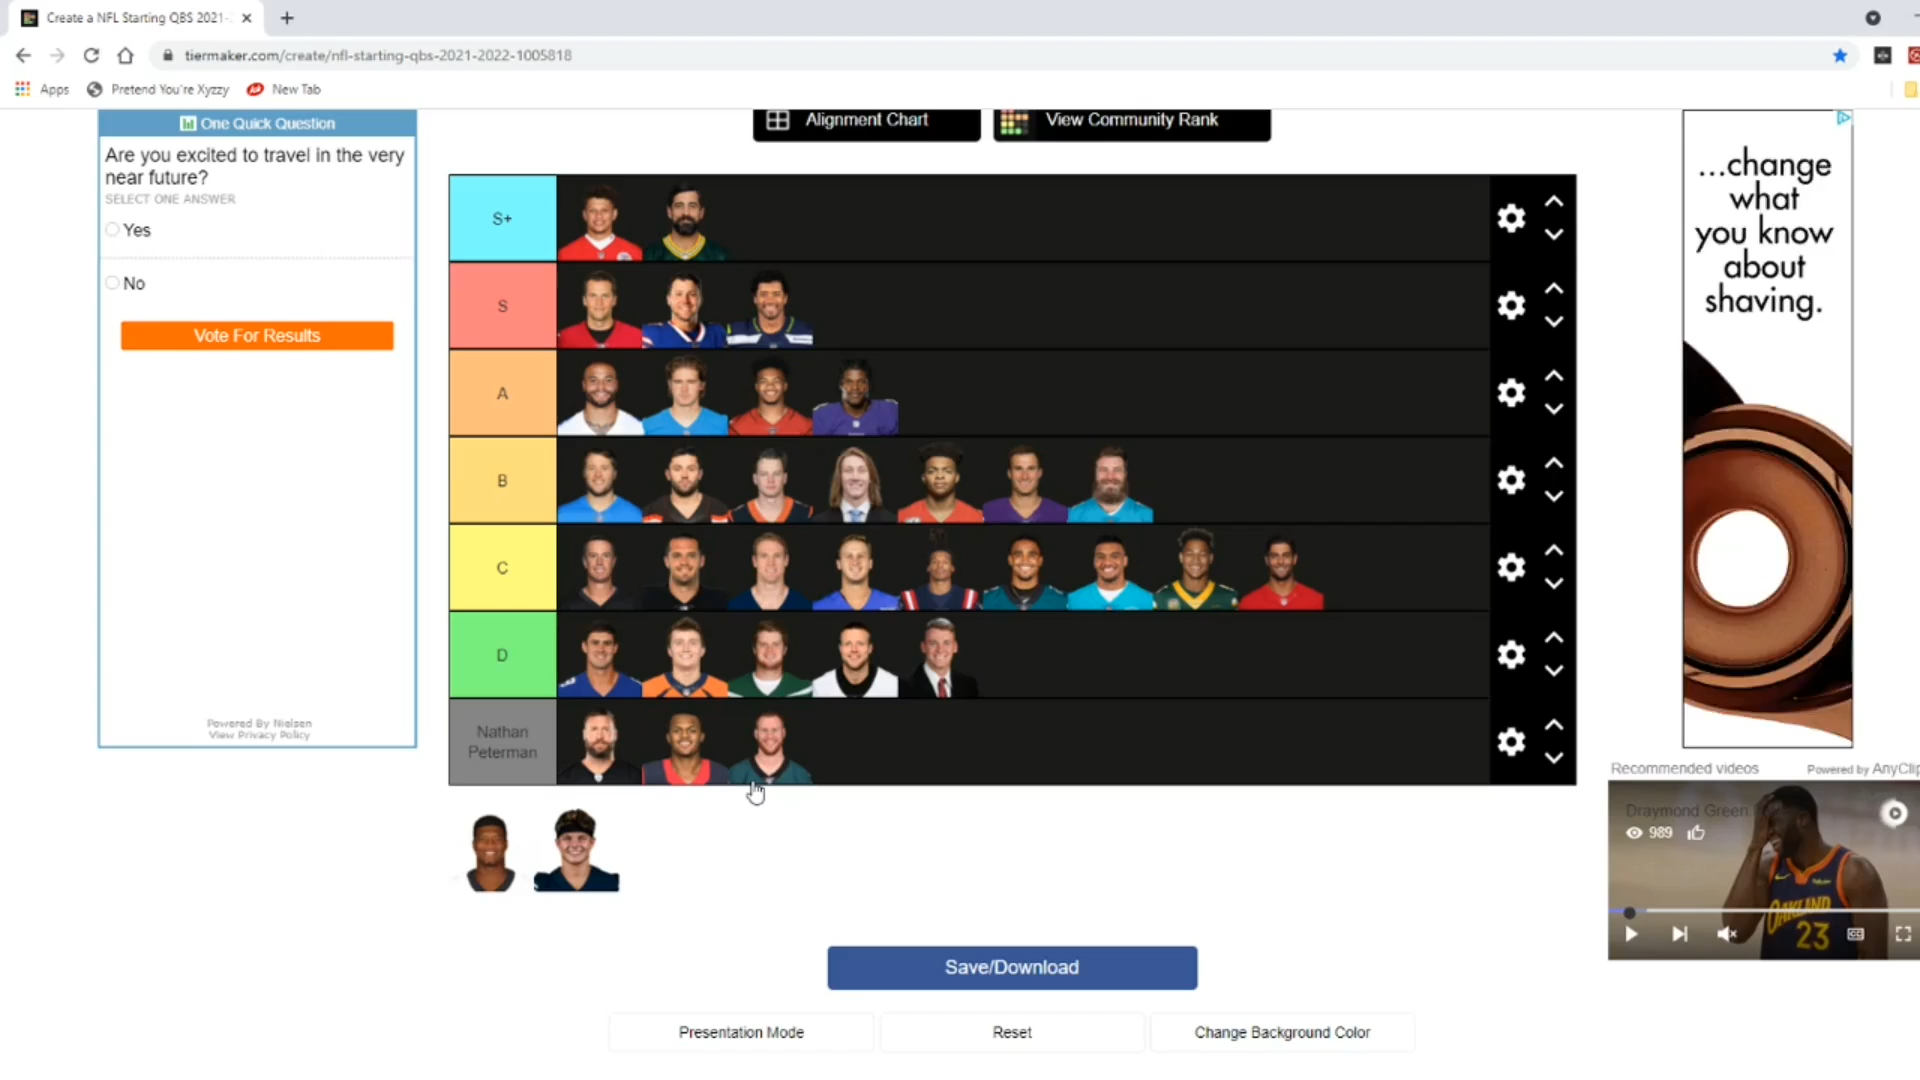 Create a NFL Starting QBS 2021-
tiermaker.com/create/nfl-starting-qbs-2021-2022-1005818
Apps
Pretend You're Xyzzy
New Tab
One Quick Question
Are you excited to travel in the very
near future?
SELECT ONE ANSWER
Yes
No
Vote For Results
Powered By Nielsen
View Privacy Policy
Alignment Chart
View Community Rank
S+
S
A
B
C
D
Nathan
Peterman
Save/Download
Presentation Mode
Reset
Change Background Color
...change
what
you know
about
shaving.
Recommended videos
Powered by AnyClip
Draymond Green
989
OAKLAND
23
CC